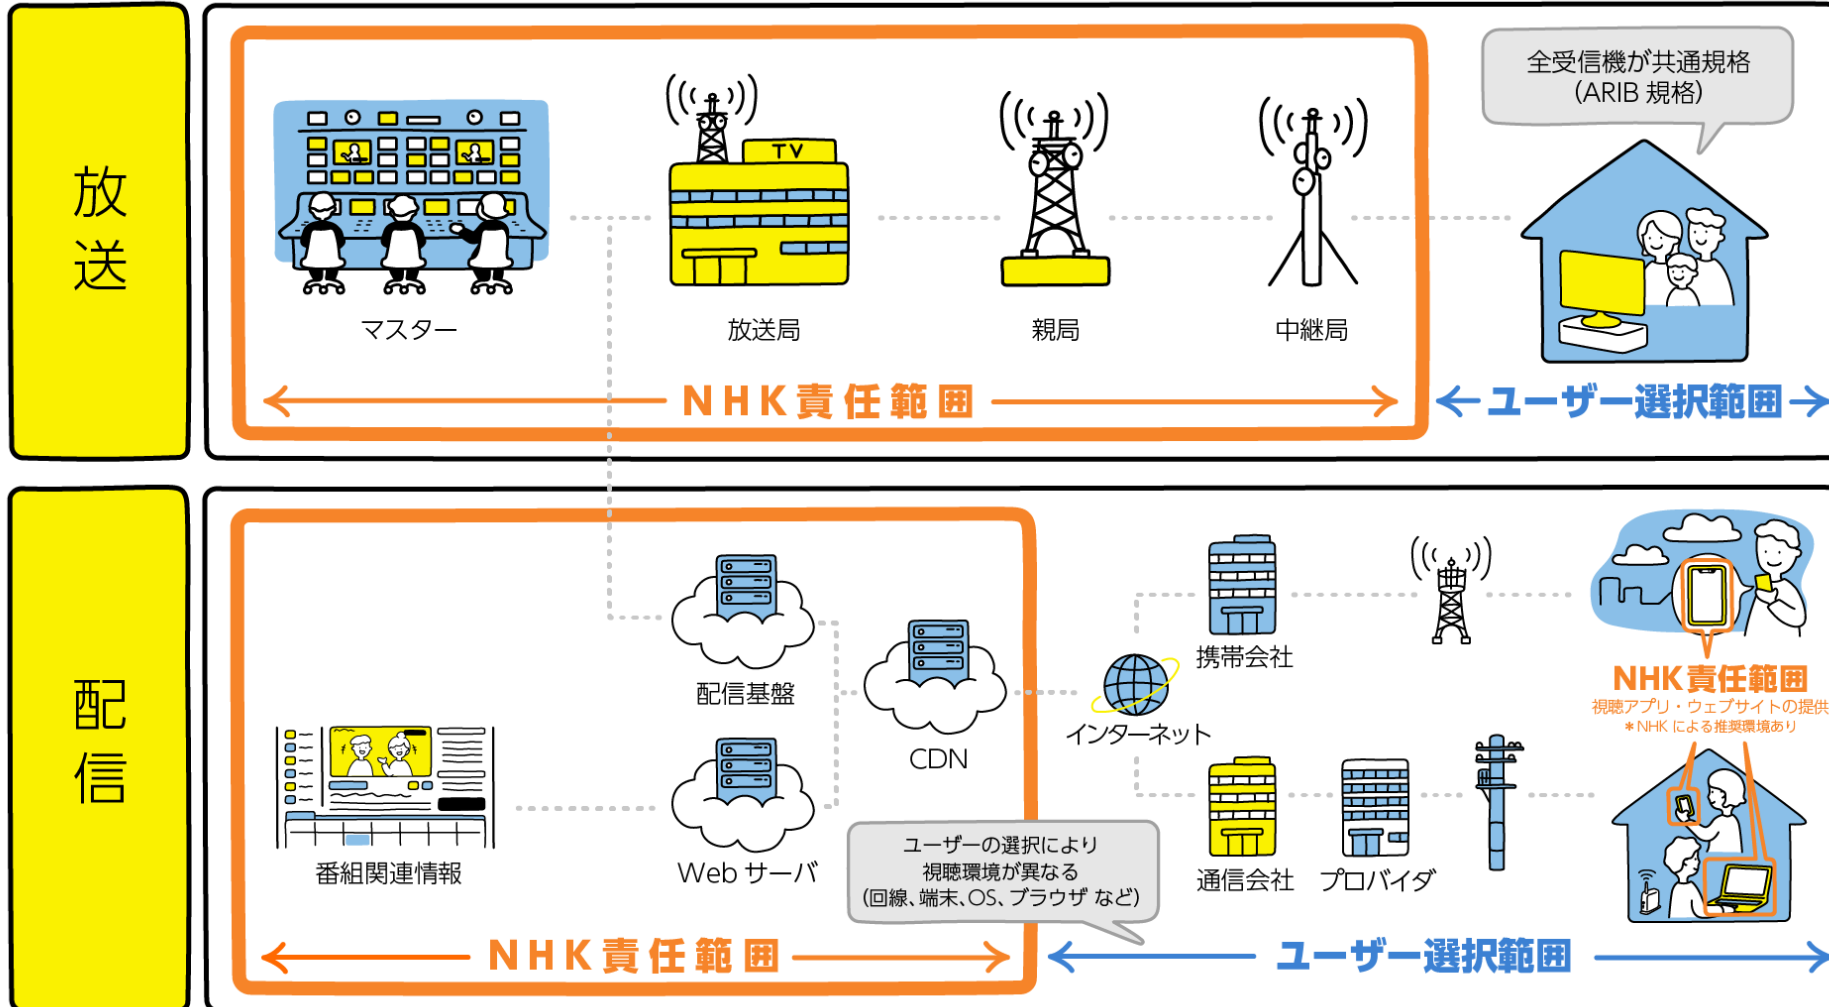 放送
全受信機が共通規格
（ARIB 規格）
TV
マスター
放送局
親局
中継局
NHK責任範囲
ユーザー選択範囲
配信
配信基盤
CDN
番組関連情報
Web サーバ
インターネット
携帯会社
通信会社
プロバイダ
NHK責任範囲
視聴アプリ・ウェブサイトの提供
＊NHK による推奨環境あり
ユーザーの選択により
視聴環境が異なる
（回線、端末、OS、ブラウザ など）
NHK責任範囲
ユーザー選択範囲